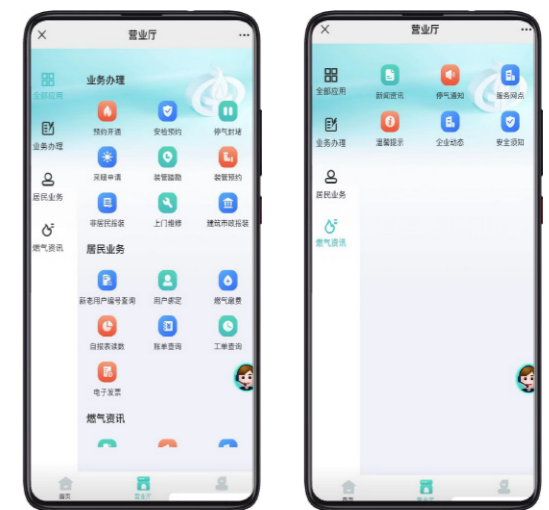 营业厅
全部应用
业务办理
居民业务
燃气资讯
业务办理
预约开通
安检预约
停气封堵
采暖申请
装管踏勘
装管预约
非居民报装
上门维修
建筑市政报装
居民业务
新老用户编号查询
用户绑定
燃气缴费
自报表读数
账单查询
工单查询
电子发票
燃气资讯
首页
营业厅
营业厅
全部应用
业务办理
居民业务
燃气资讯
新闻资讯
停气通知
服务网点
温馨提示
企业动态
安全须知
首页
营业厅